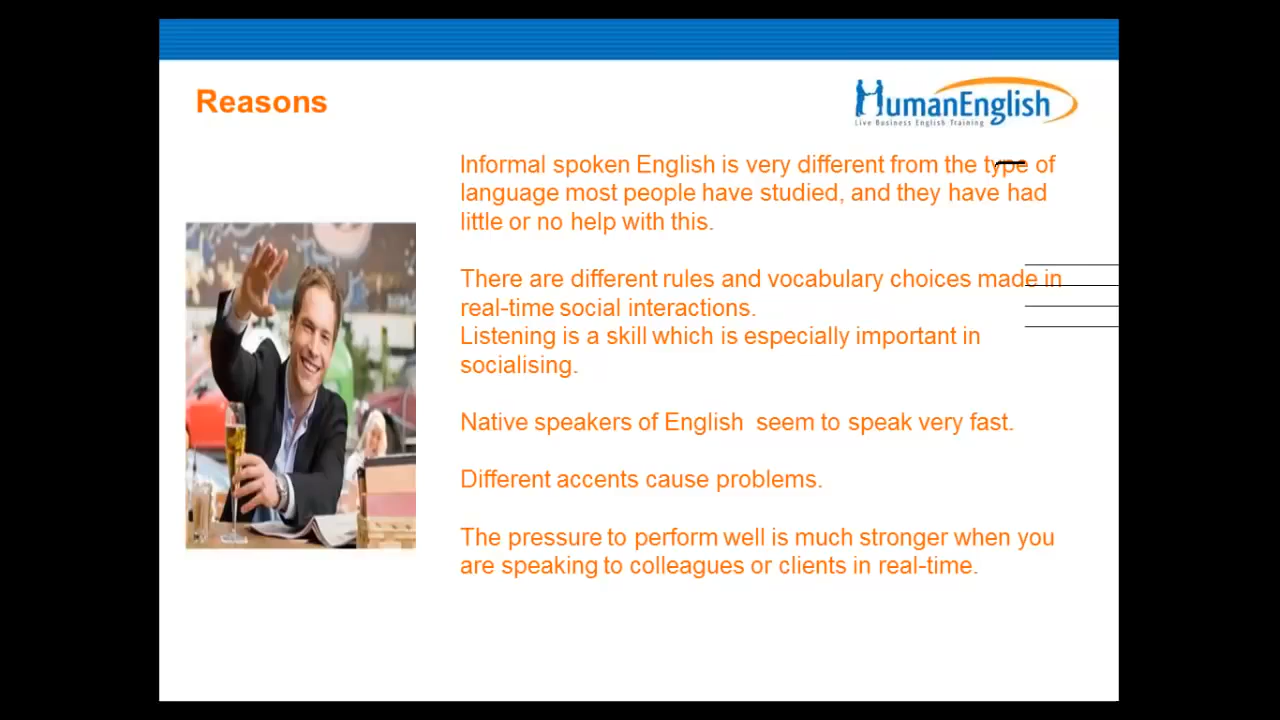 Reasons
HumanEnglish
Live Business English Training
Informal spoken English is very different from the type of
language most people have studied, and they have had
little or no help with this.
There are different rules and vocabulary choices made in
real-time social interactions.
Listening is a skill which is especially important in
socialising.
Native speakers of English  seem to speak very fast.
Different accents cause problems.
The pressure to perform well is much stronger when you
are speaking to colleagues or clients in real-time.